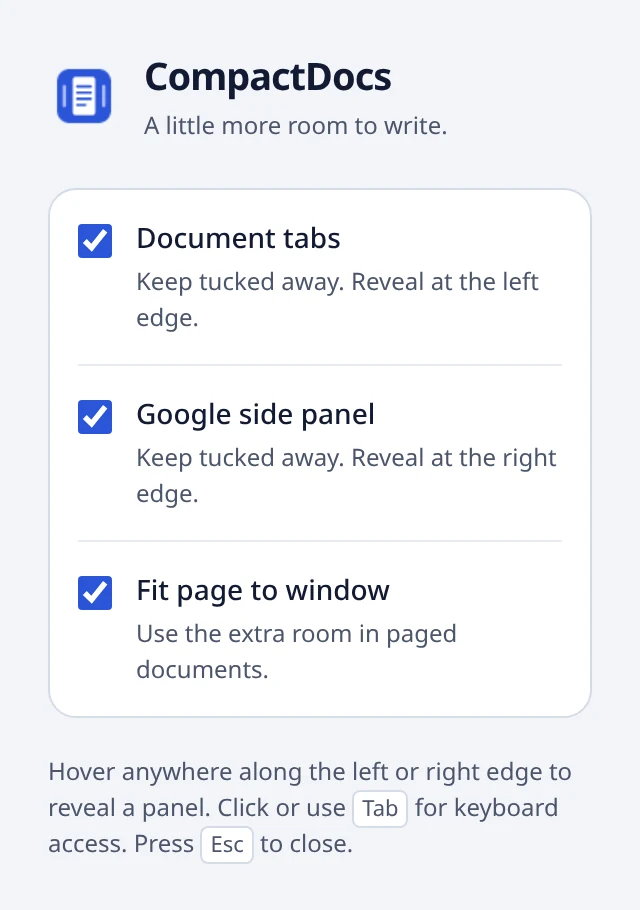 CompactDocs
A little more room to write.
Document tabs
Keep tucked away. Reveal at the left
edge.
Google side panel
Keep tucked away. Reveal at the right
edge.
Fit page to window
Use the extra room in paged
documents.
Hover anywhere along the left or right edge to
reveal a panel. Click or use Tab for keyboard
access. Press Esc to close.